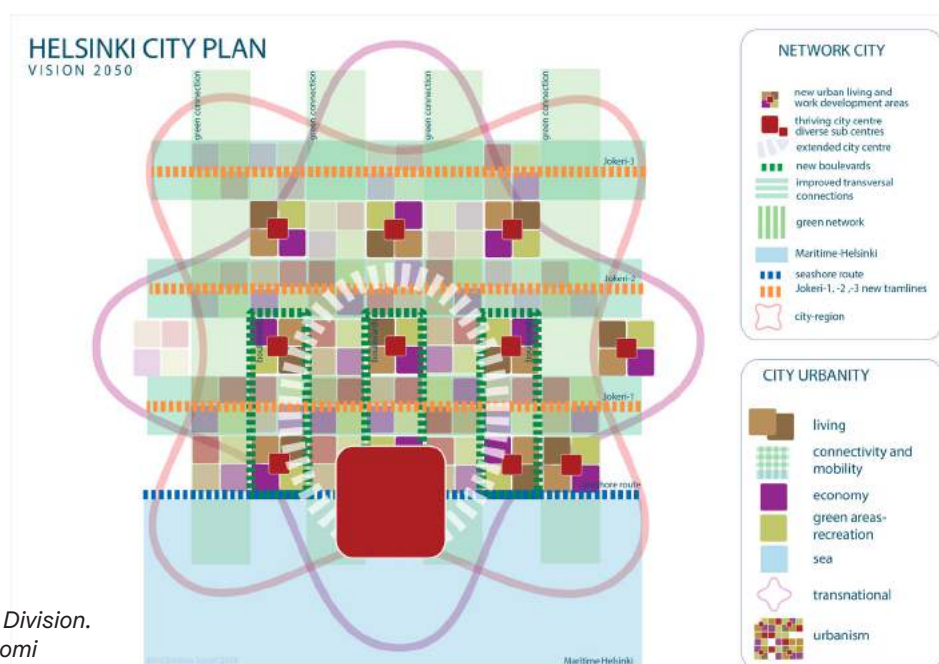 HELSINKI CITY PLAN
VISION 2050
green connection
green connection
green connection
green connection
Jokeri-3
Jokeri-2
Jokeri-1
seashore route
Maritime Helsinki
NETWORK CITY
new urban living and
work development areas
thriving city centre
diverse sub centres
extended city centre
new boulevards
improved transversal
connections
green network
Maritime-Helsinki
seashore route
Jokeri-1, -2 ,-3 new tramlines
city-region
CITY URBANITY
living
connectivity and
mobility
economy
green areas-
recreation
sea
transnational
urbanism
Division.
omi